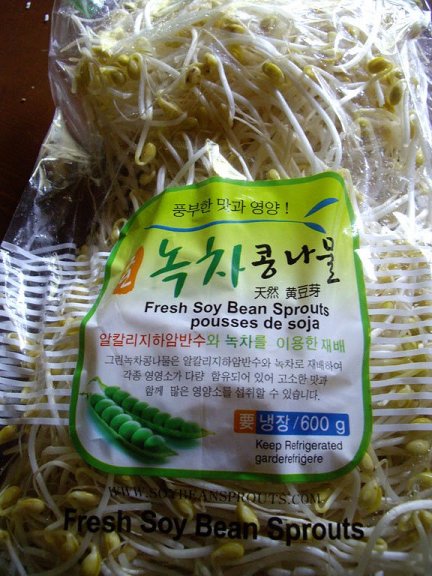 풍부한 맛과 영양 !
녹차 콩나물
天然 黄豆芽
Fresh Soy Bean Sprouts
pousses de soja
알칼리지하암반수와 녹차를 이용한 재배
그린녹차콩나물은 알칼리지하암반수와 녹차로 재배하여
각종 영영소가 다량 함유되어 있어 고소한 맛과
함께 많은 영양소를 섭취할 수 있습니다.
要 냉장/600 g
Keep Refrigerated
garderefrigere
WWW.SOYBEANSPROUTS.COM
Fresh Soy Bean Sprouts